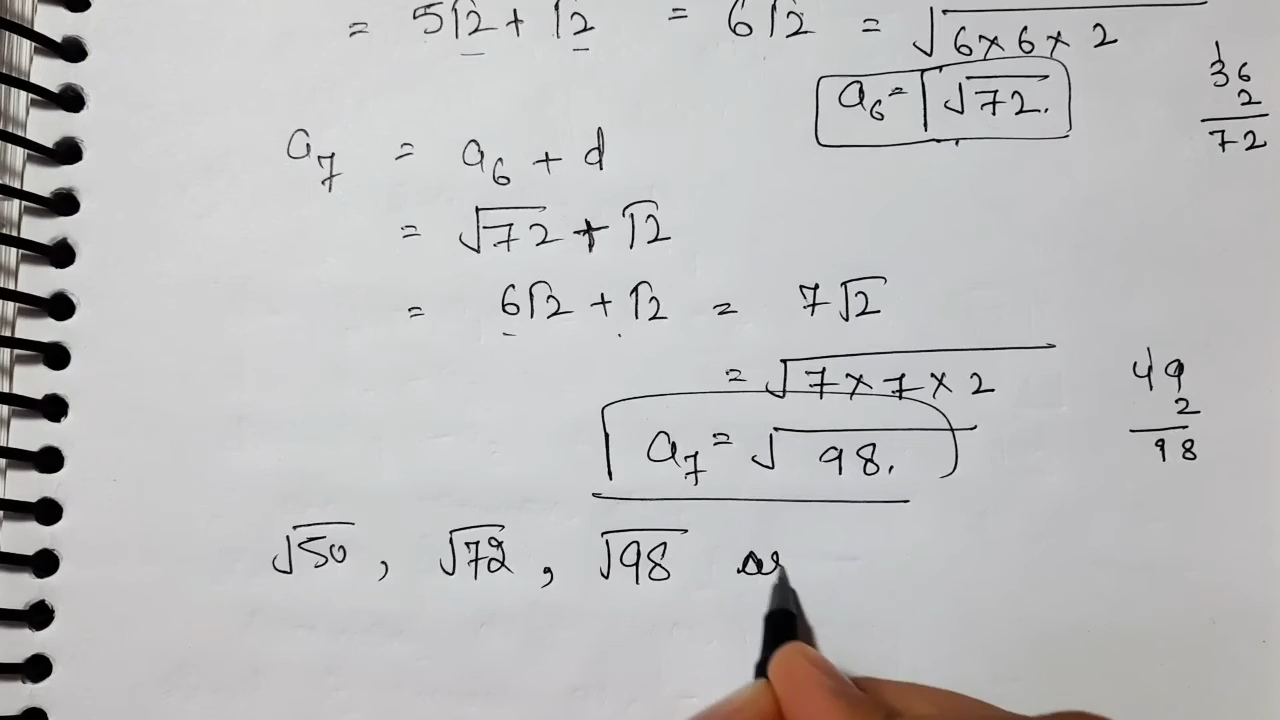 = 5√2 + √2 = 6√2 = √6×6×2
a₆ = √72.
36
2
72
a₇ = a₆ + d
= √72 + √2
= 6√2 + √2 = 7√2
= √7×7×2
49
2
98
a₇ = √98.
√50, √72, √98